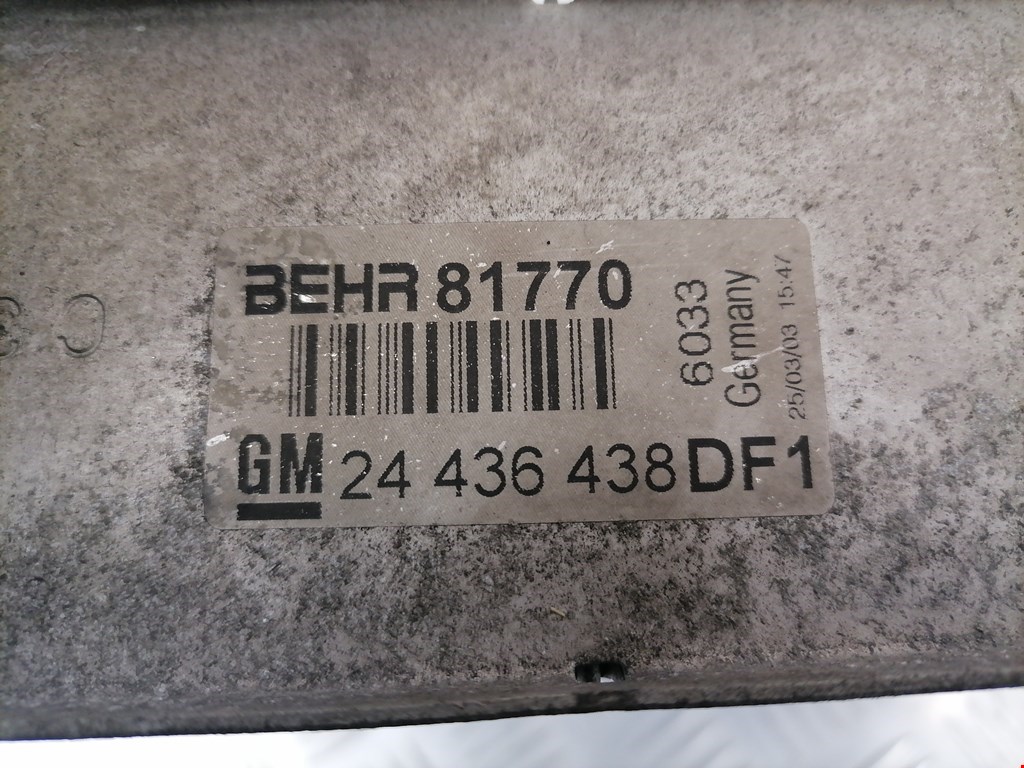 BEHR 81770
GM 24 436 438 DF1
6033
Germany
25/03/03 15:47